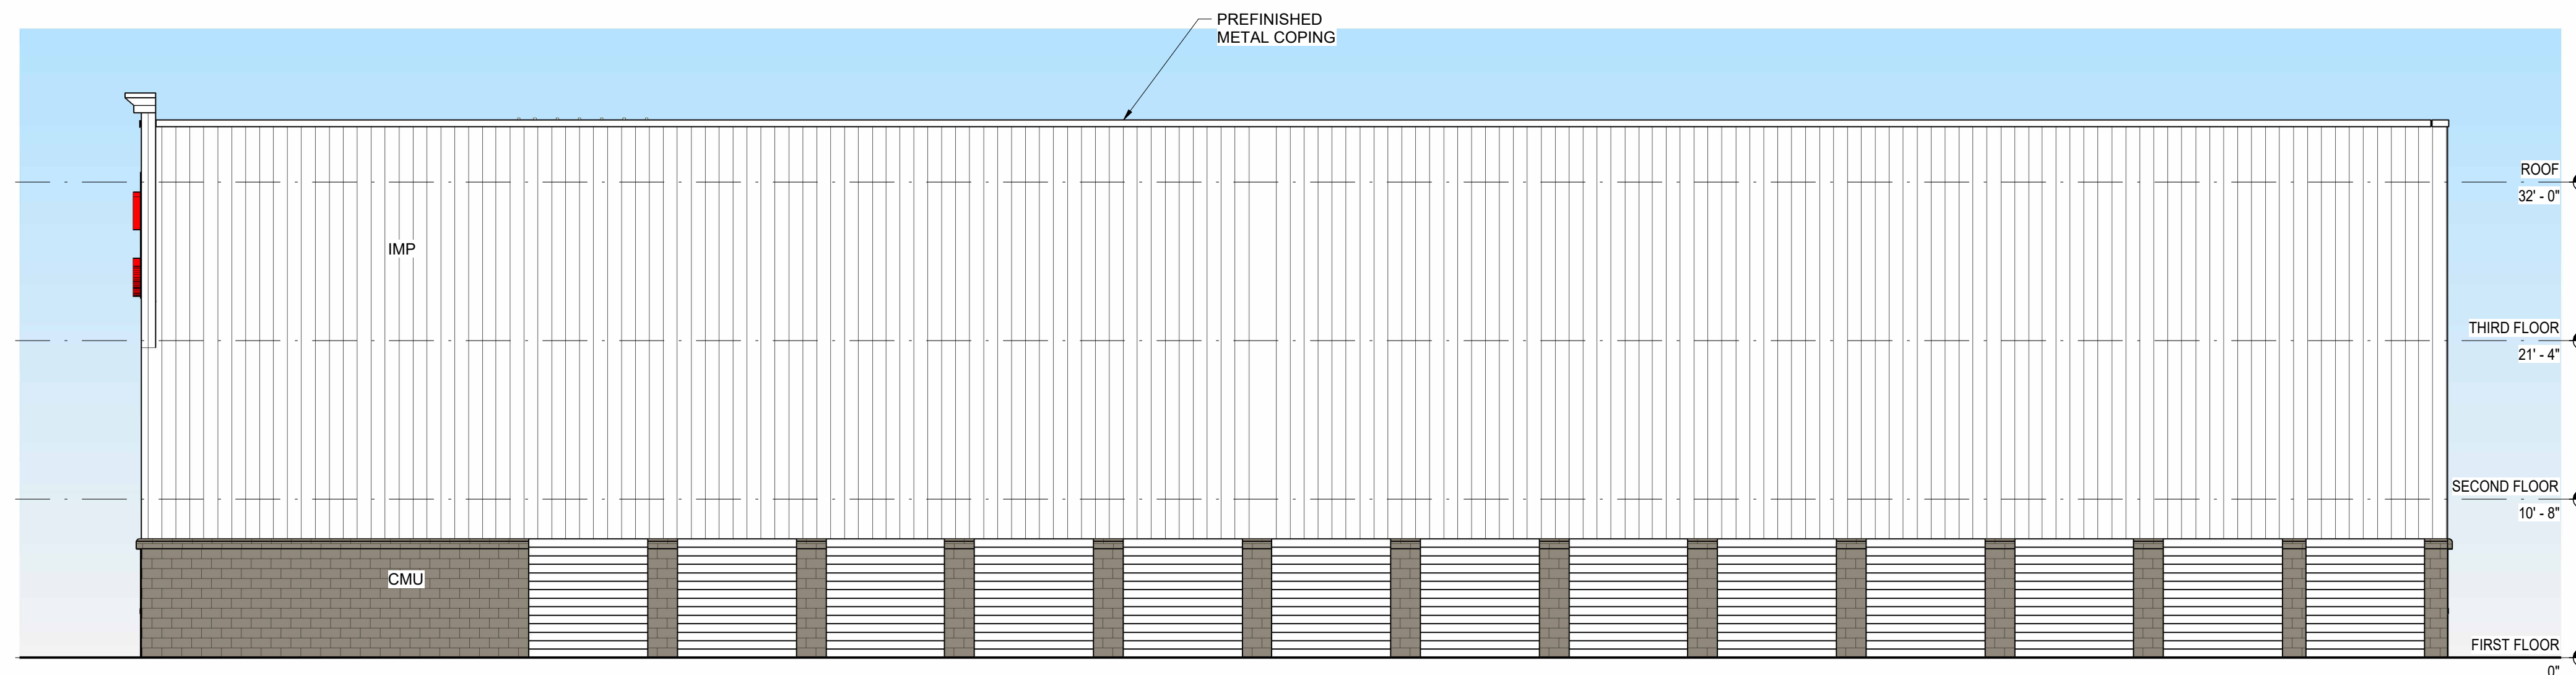 PREFINISHED
METAL COPING
ROOF
32' - 0"
IMP
THIRD FLOOR
21' - 4"
SECOND FLOOR
10' - 8"
CMU
FIRST FLOOR
0"